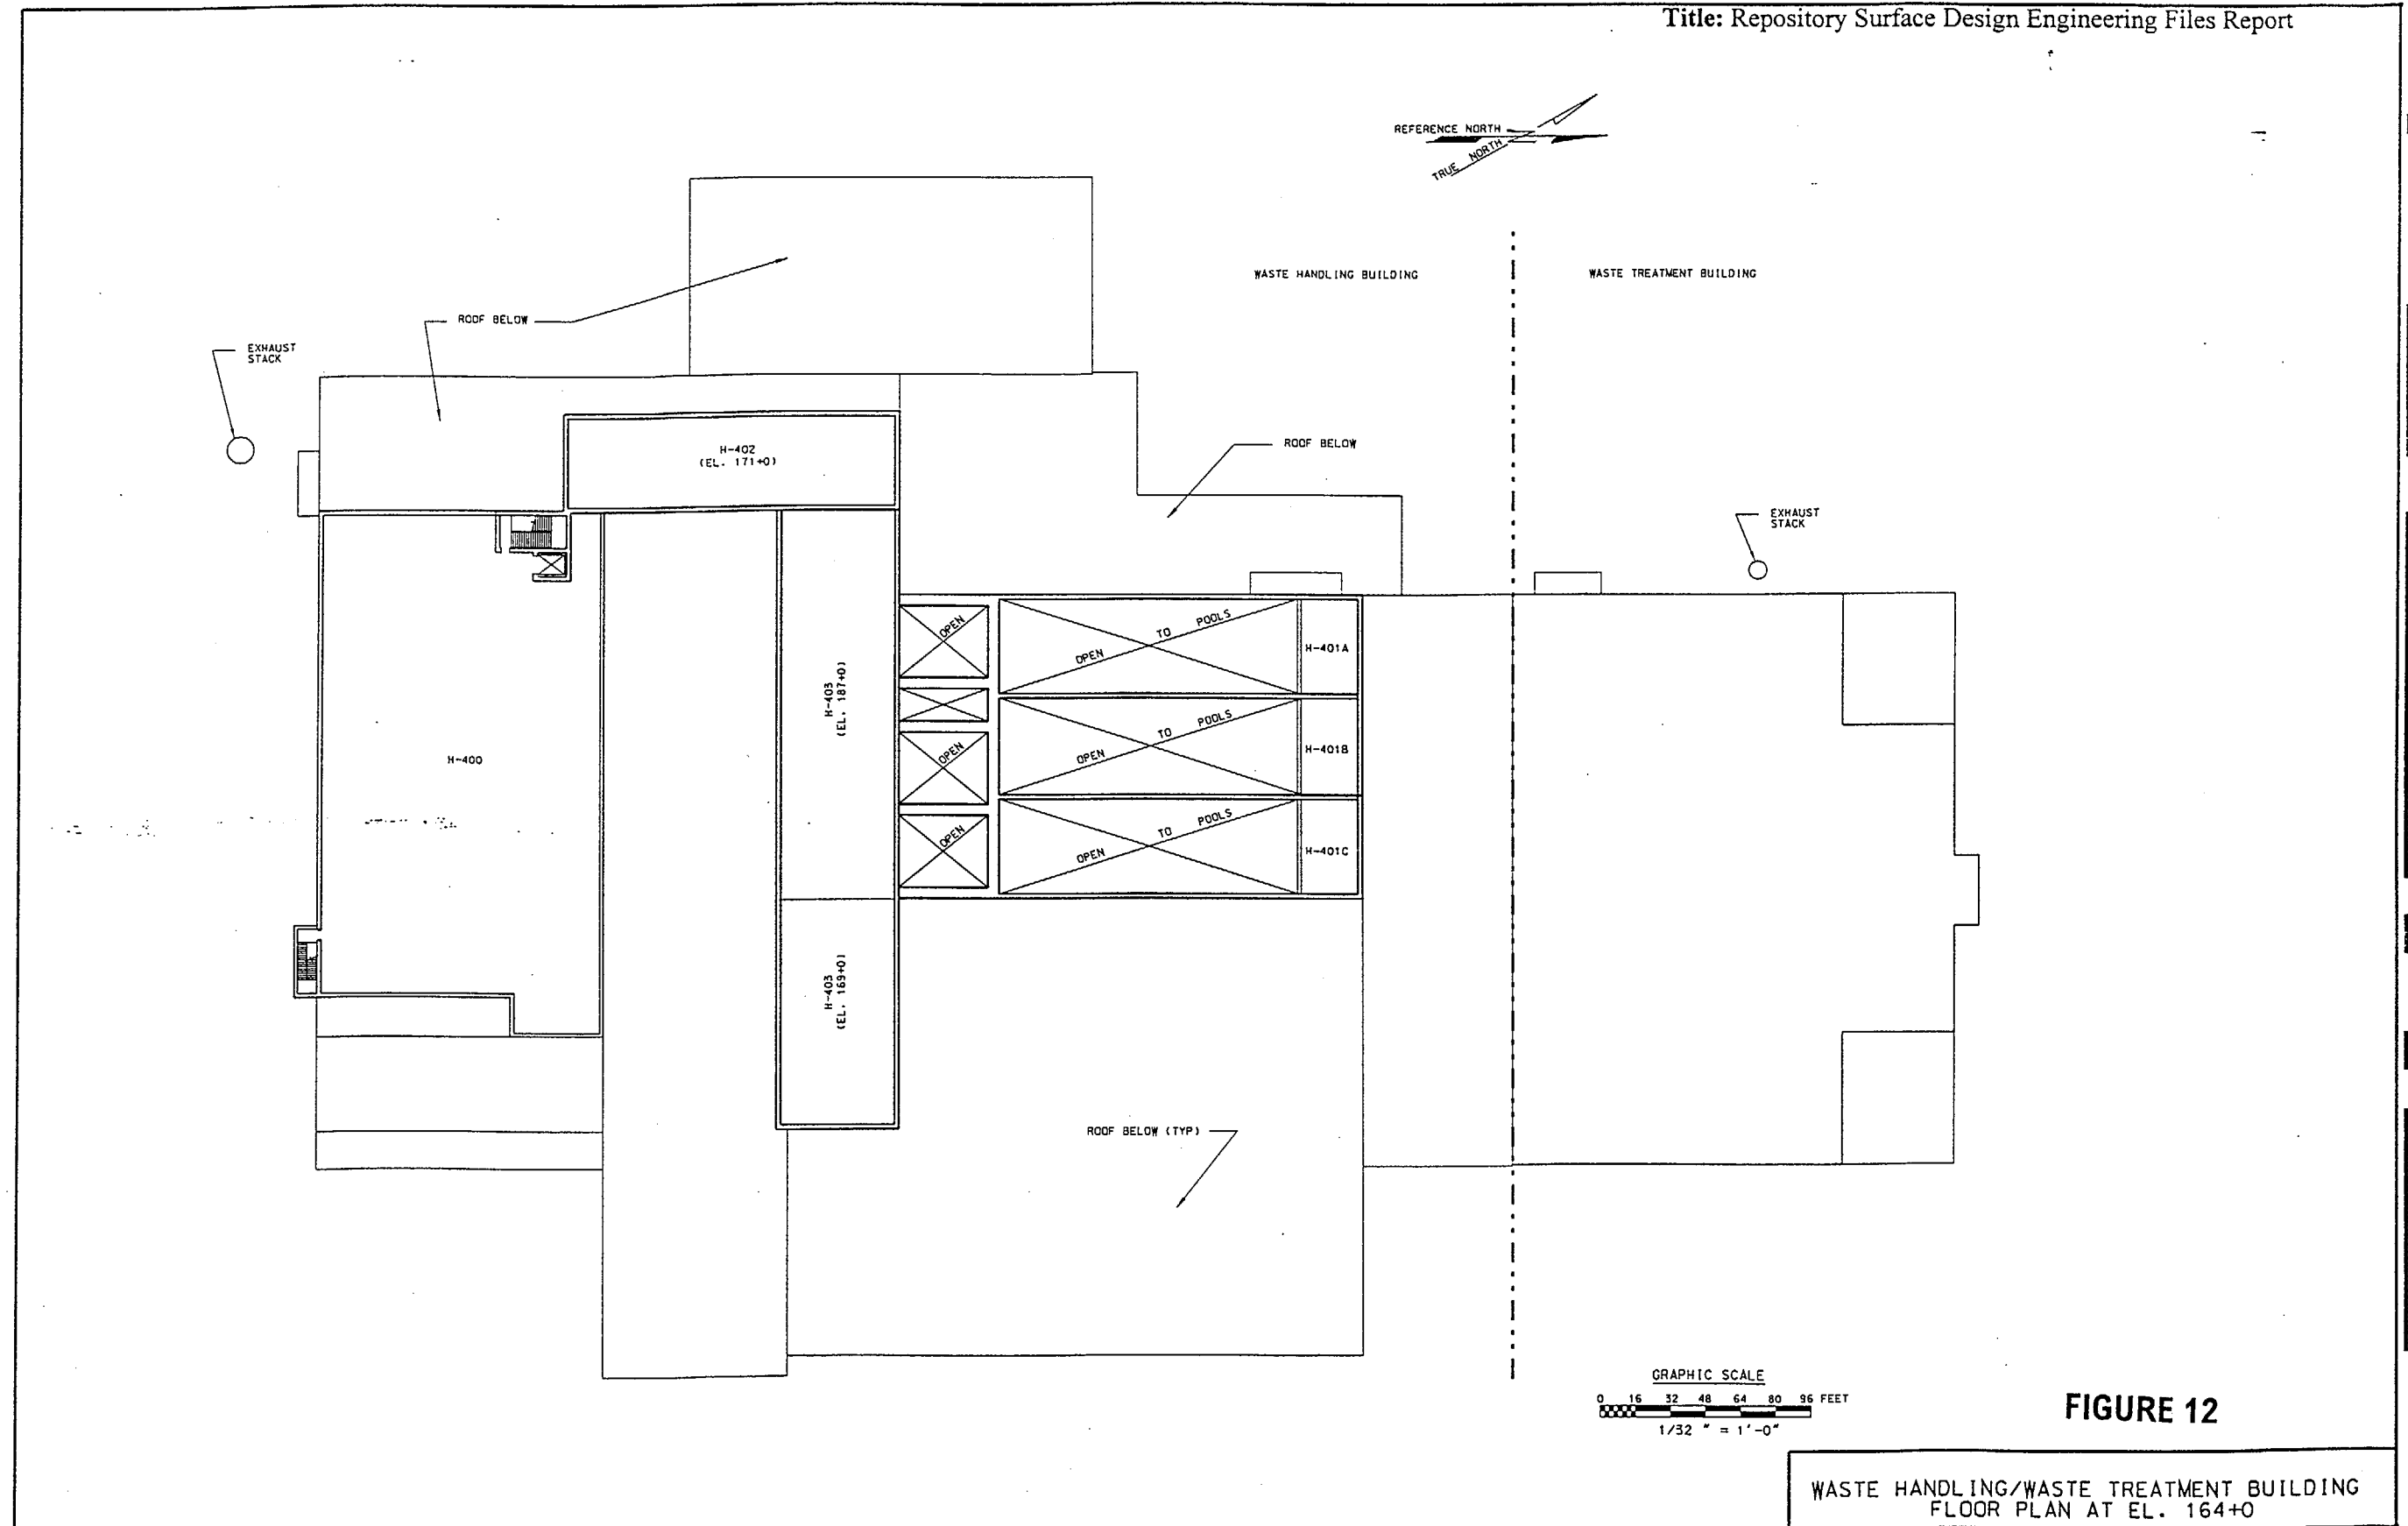 Title: Repository Surface Design Engineering Files Report
REFERENCE NORTH
TRUE NORTH
WASTE HANDLING BUILDING
WASTE TREATMENT BUILDING
ROOF BELOW
EXHAUST
STACK
H-402
(EL. 171+0)
ROOF BELOW
EXHAUST
STACK
OPEN
OPEN TO POOLS
H-401A
H-403
(EL. 187+0)
OPEN
OPEN TO POOLS
H-401B
H-400
OPEN
OPEN TO POOLS
H-401C
H-403
(EL. 169+0)
ROOF BELOW (TYP)
GRAPHIC SCALE
0 16 32 48 64 80 96 FEET
1/32 " = 1'-0"
FIGURE 12
WASTE HANDLING/WASTE TREATMENT BUILDING
FLOOR PLAN AT EL. 164+0